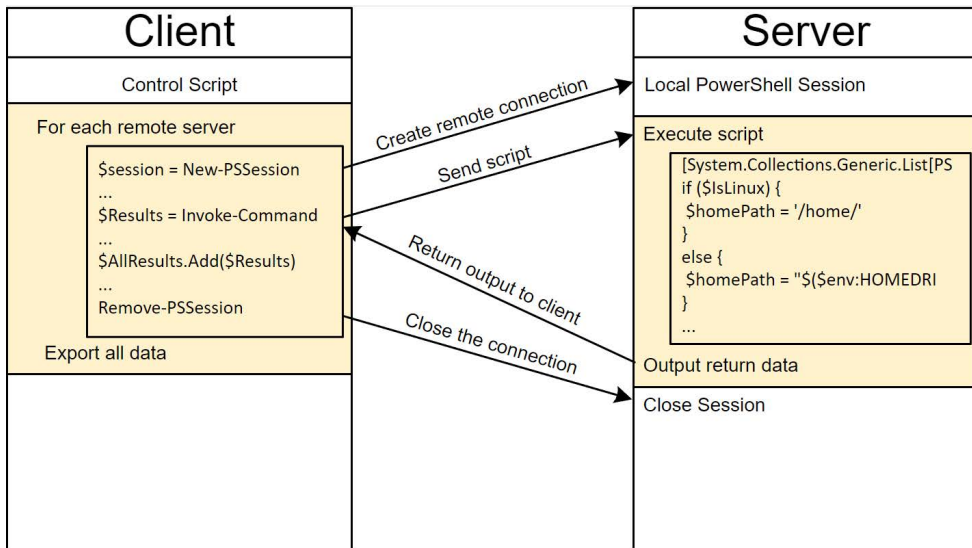 Client
Control Script
For each remote server
$session = New-PSSession
...
$Results = Invoke-Command
...
$AllResults.Add($Results)
...
Remove-PSSession
Export all data
Create remote connection
Send script
Return output to client
Close the connection
Server
Local PowerShell Session
Execute script
[System.Collections.Generic.List[PS
if ($IsLinux) {
$homePath = '/home/'
}
else {
$homePath = "$($env:HOMEDRI
}
...
Output return data
Close Session